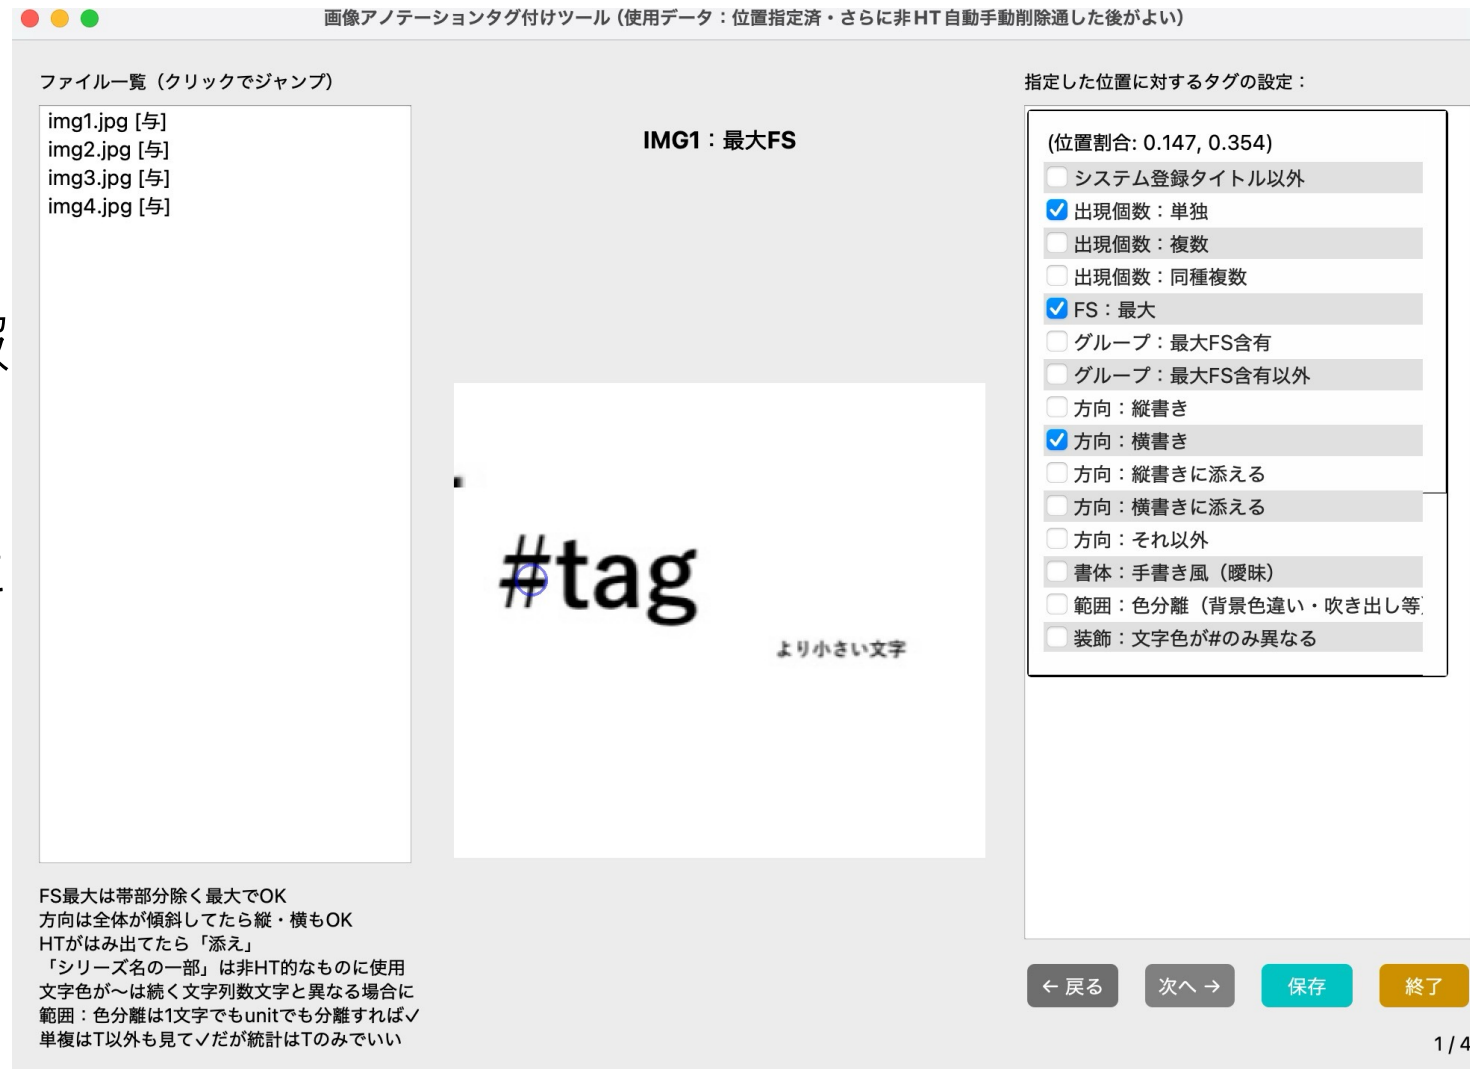 画像アノテーションタグ付けツール（使用データ：位置指定済・さらに非HT自動手動削除通した後がよい）
ファイル一覧（クリックでジャンプ）
img1.jpg [与]
img2.jpg [与]
img3.jpg [与]
img4.jpg [与]
FS最大は帯部分除く最大でOK
方向は全体が傾斜してたら縦・横もOK
HTがはみ出てたら「添え」
「シリーズ名の一部」は非HT的なものに使用
文字色が〜は続く文字列数文字と異なる場合に
範囲：色分離は1文字でもunitでも分離すれば✓
単複はT以外も見て✓だが統計はTのみでいい
IMG1：最大FS
#tag
より小さい文字
指定した位置に対するタグの設定：
(位置割合: 0.147, 0.354)
システム登録タイトル以外
出現個数：単独
出現個数：複数
出現個数：同種複数
FS：最大
グループ：最大FS含有
グループ：最大FS含有以外
方向：縦書き
方向：横書き
方向：縦書きに添える
方向：横書きに添える
方向：それ以外
書体：手書き風（曖昧）
範囲：色分離（背景色違い・吹き出し等）
装飾：文字色が#のみ異なる
← 戻る
次へ →
保存
終了
1 / 4